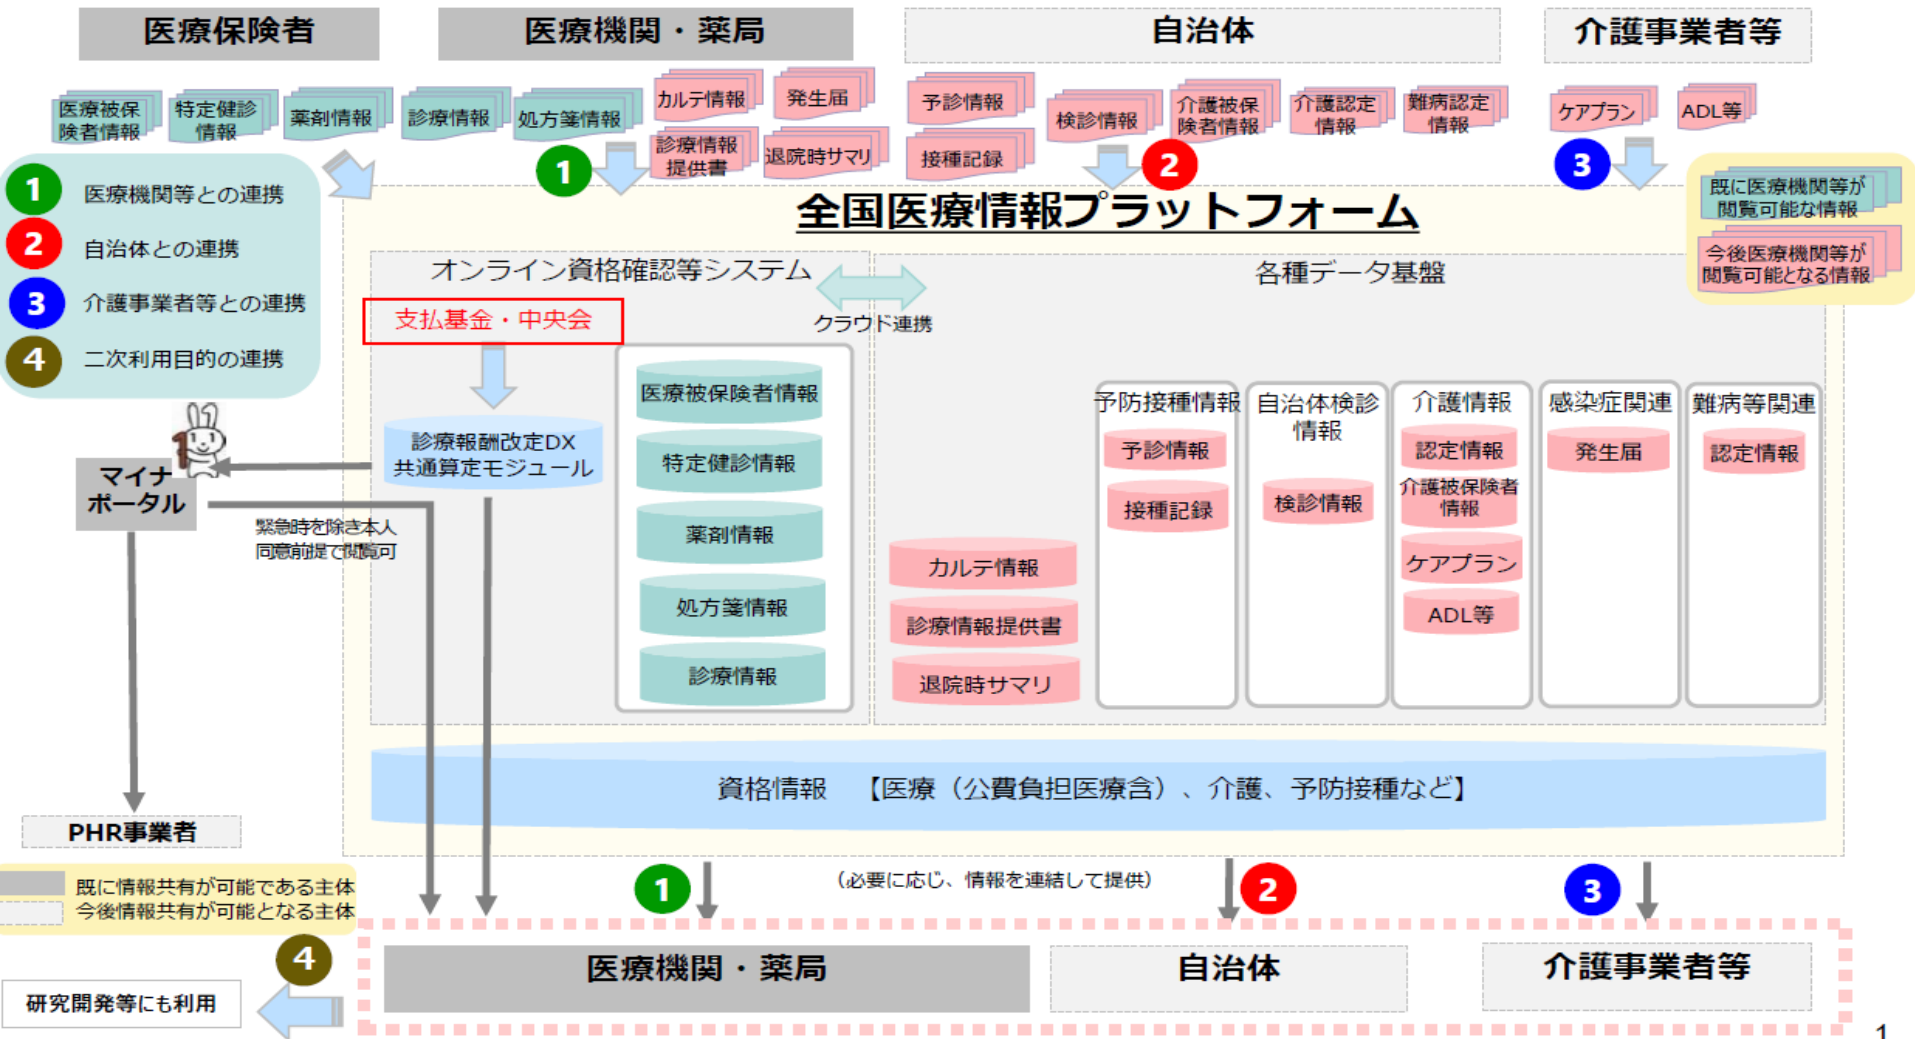 医療保険者
医療機関・薬局
自治体
介護事業者等
医療被保
険者情報
特定健診
情報
薬剤情報
診療情報
処方箋情報
カルテ情報
発生届
診療情報
提供書
退院時サマリ
予診情報
接種記録
検診情報
介護被保
険者情報
介護認定
情報
難病認定
情報
ケアプラン
ADL等
1
2
3
1 医療機関等との連携
2 自治体との連携
3 介護事業者等との連携
4 二次利用目的の連携
既に医療機関等が
閲覧可能な情報
今後医療機関等が
閲覧可能となる情報
全国医療情報プラットフォーム
オンライン資格確認等システム
クラウド連携
各種データ基盤
支払基金・中央会
診療報酬改定DX
共通算定モジュール
医療被保険者情報
特定健診情報
薬剤情報
処方箋情報
診療情報
カルテ情報
診療情報提供書
退院時サマリ
予防接種情報
予診情報
接種記録
自治体検診
情報
検診情報
介護情報
認定情報
介護被保険者
情報
ケアプラン
ADL等
感染症関連
発生届
難病等関連
認定情報
マイナ
ポータル
緊急時を除き本人
同意前提で閲覧可
資格情報 【医療（公費負担医療含）、介護、予防接種など】
PHR事業者
既に情報共有が可能である主体
今後情報共有が可能となる主体
1
(必要に応じ、情報を連結して提供)
2
3
4
研究開発等にも利用
医療機関・薬局
自治体
介護事業者等
1